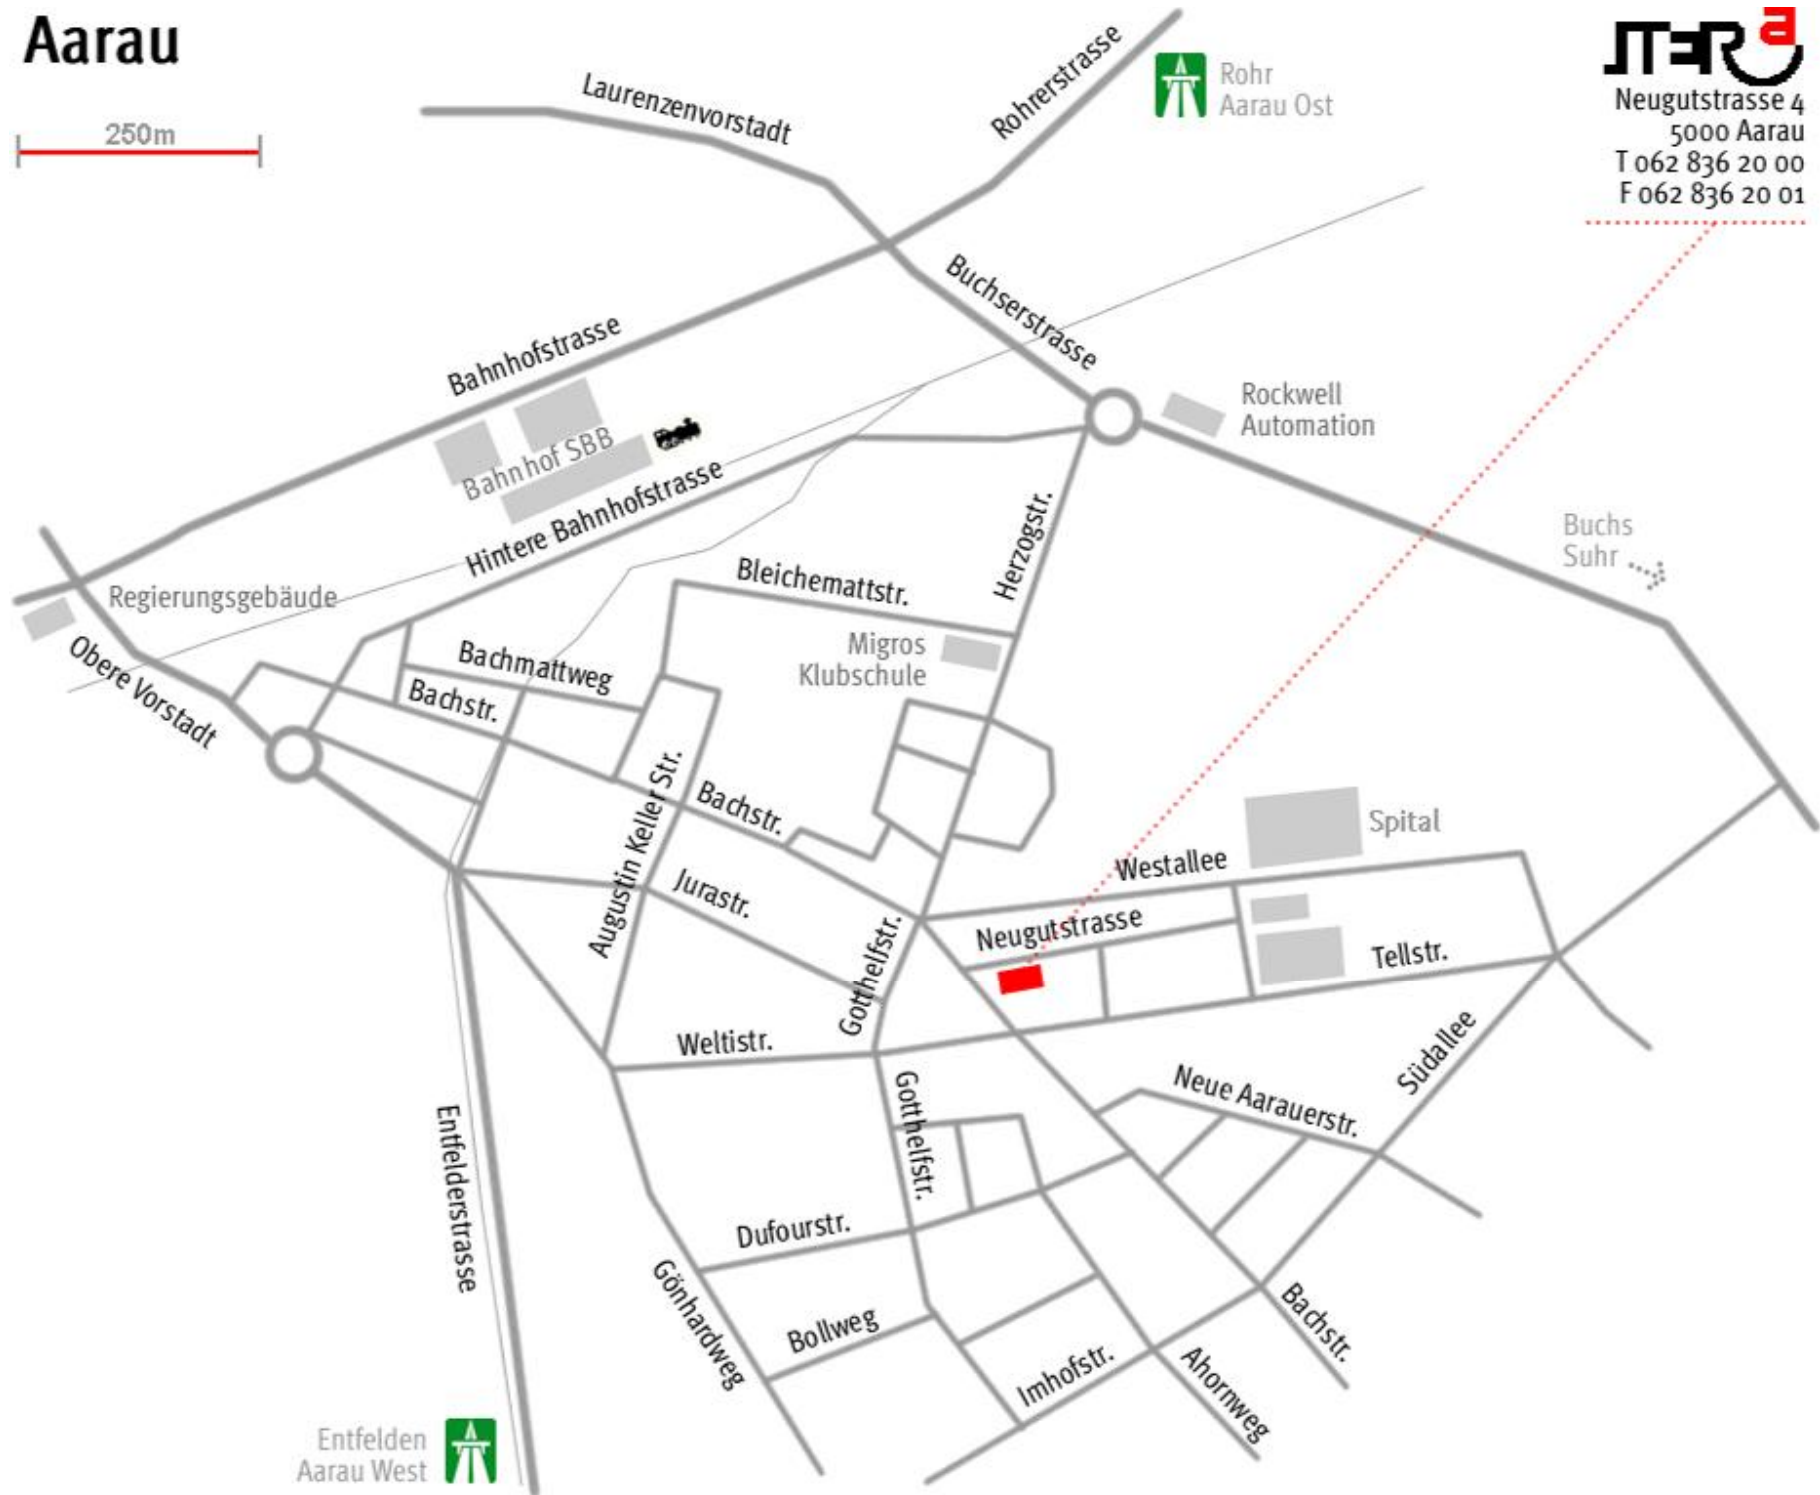 Aarau
250m
Laurenzenvorstadt
Rohrerstrasse
Rohr
Aarau Ost
ITERa
Neugutstrasse 4
5000 Aarau
T 062 836 20 00
F 062 836 20 01
Buchserstrasse
Bahnhofstrasse
Rockwell
Automation
Bahnhof SBB
Hintere Bahnhofstrasse
Herzogstr.
Buchs
Suhr
Bleichemattstr.
Regierungsgebäude
Migros
Klubschule
Obere Vorstadt
Bachmattweg
Bachstr.
Augustin Keller Str.
Bachstr.
Spital
Westallee
Jurastr.
Neugutstrasse
Gotthelfstr.
Tellstr.
Weltistr.
Südallee
Gotthelfstr.
Neue Aarauerstr.
Entfelderstrasse
Dufourstr.
Gönhardweg
Bollweg
Bachstr.
Imhofstr.
Ahornweg
Entfelden
Aarau West